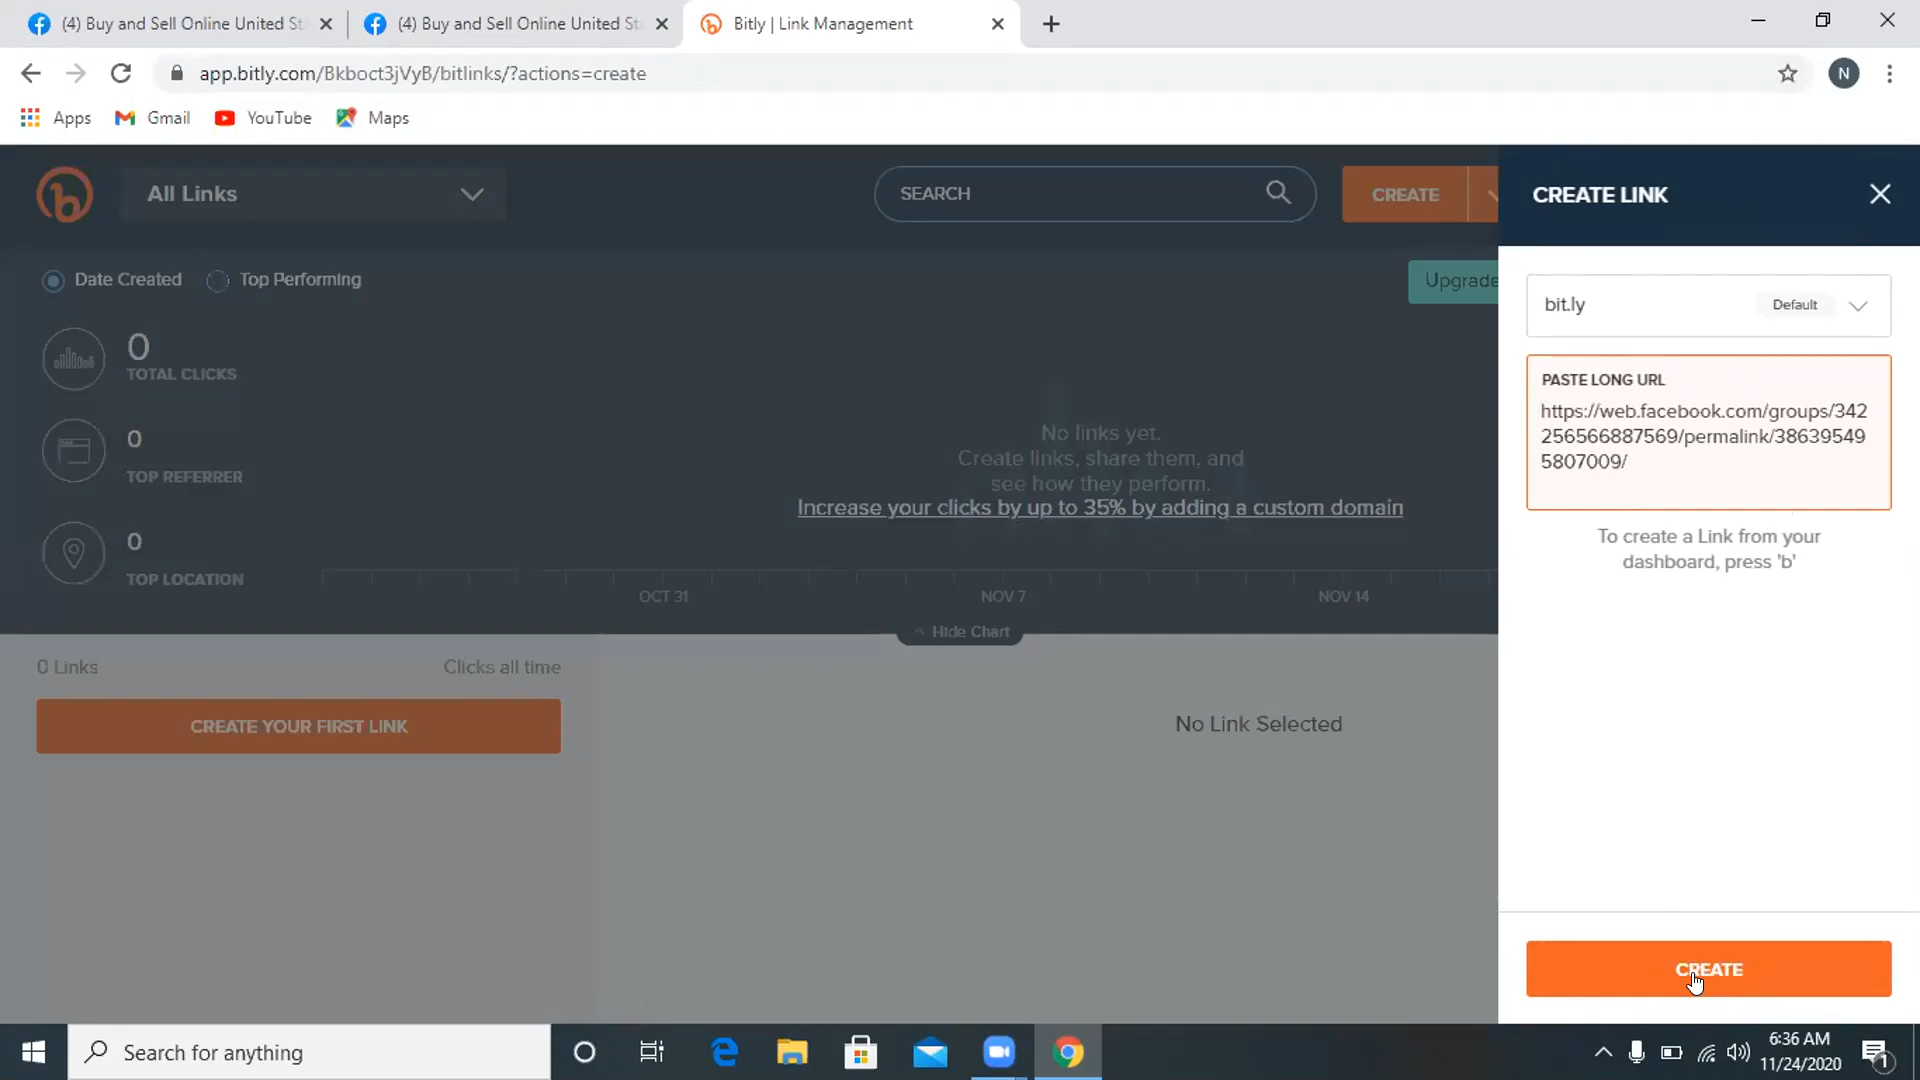 (4) Buy and Sell Online United St
(4) Buy and Sell Online United St
Bitly | Link Management
app.bitly.com/Bkboct3jVyB/bitlinks/?actions=create
N
Apps
Gmail
YouTube
Maps
All Links
SEARCH
CREATE
CREATE LINK
Date Created
Top Performing
Upgrade
bit.ly
Default
0
TOTAL CLICKS
PASTE LONG URL
https://web.facebook.com/groups/342
256566887569/permalink/38639549
5807009/
0
TOP REFERRER
No links yet.
Create links, share them, and
see how they perform.
Increase your clicks by up to 35% by adding a custom domain
To create a Link from your
dashboard, press 'b'
0
TOP LOCATION
OCT 31
NOV 7
NOV 14
Hide Chart
0 Links
Clicks all time
CREATE YOUR FIRST LINK
No Link Selected
CREATE
Search for anything
6:36 AM
11/24/2020
1